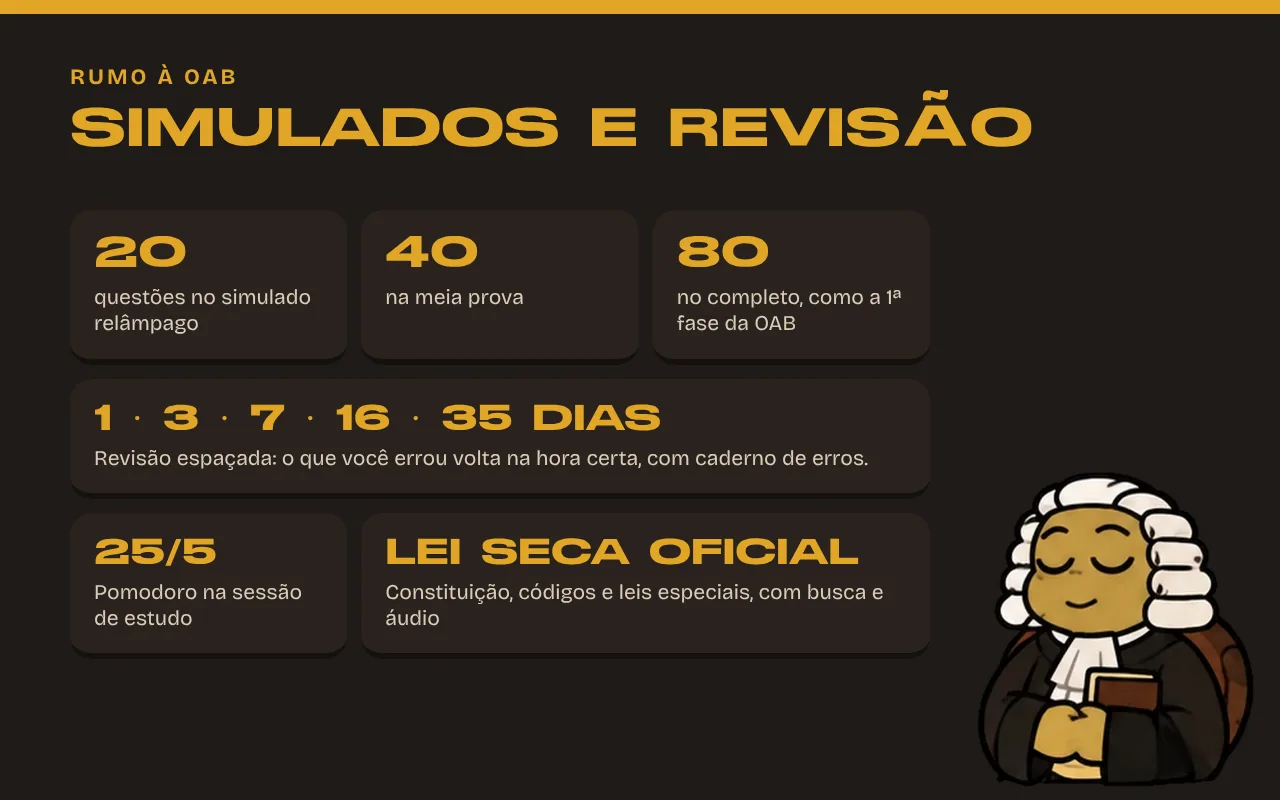 RUMO À OAB
SIMULADOS E REVISÃO
20
questões no simulado
relâmpago
40
na meia prova
80
no completo, como a 1ª
fase da OAB
1 · 3 · 7 · 16 · 35 DIAS
Revisão espaçada: o que você errou volta na hora certa, com caderno de erros.
25/5
Pomodoro na sessão
de estudo
LEI SECA OFICIAL
Constituição, códigos e leis especiais, com busca e
áudio